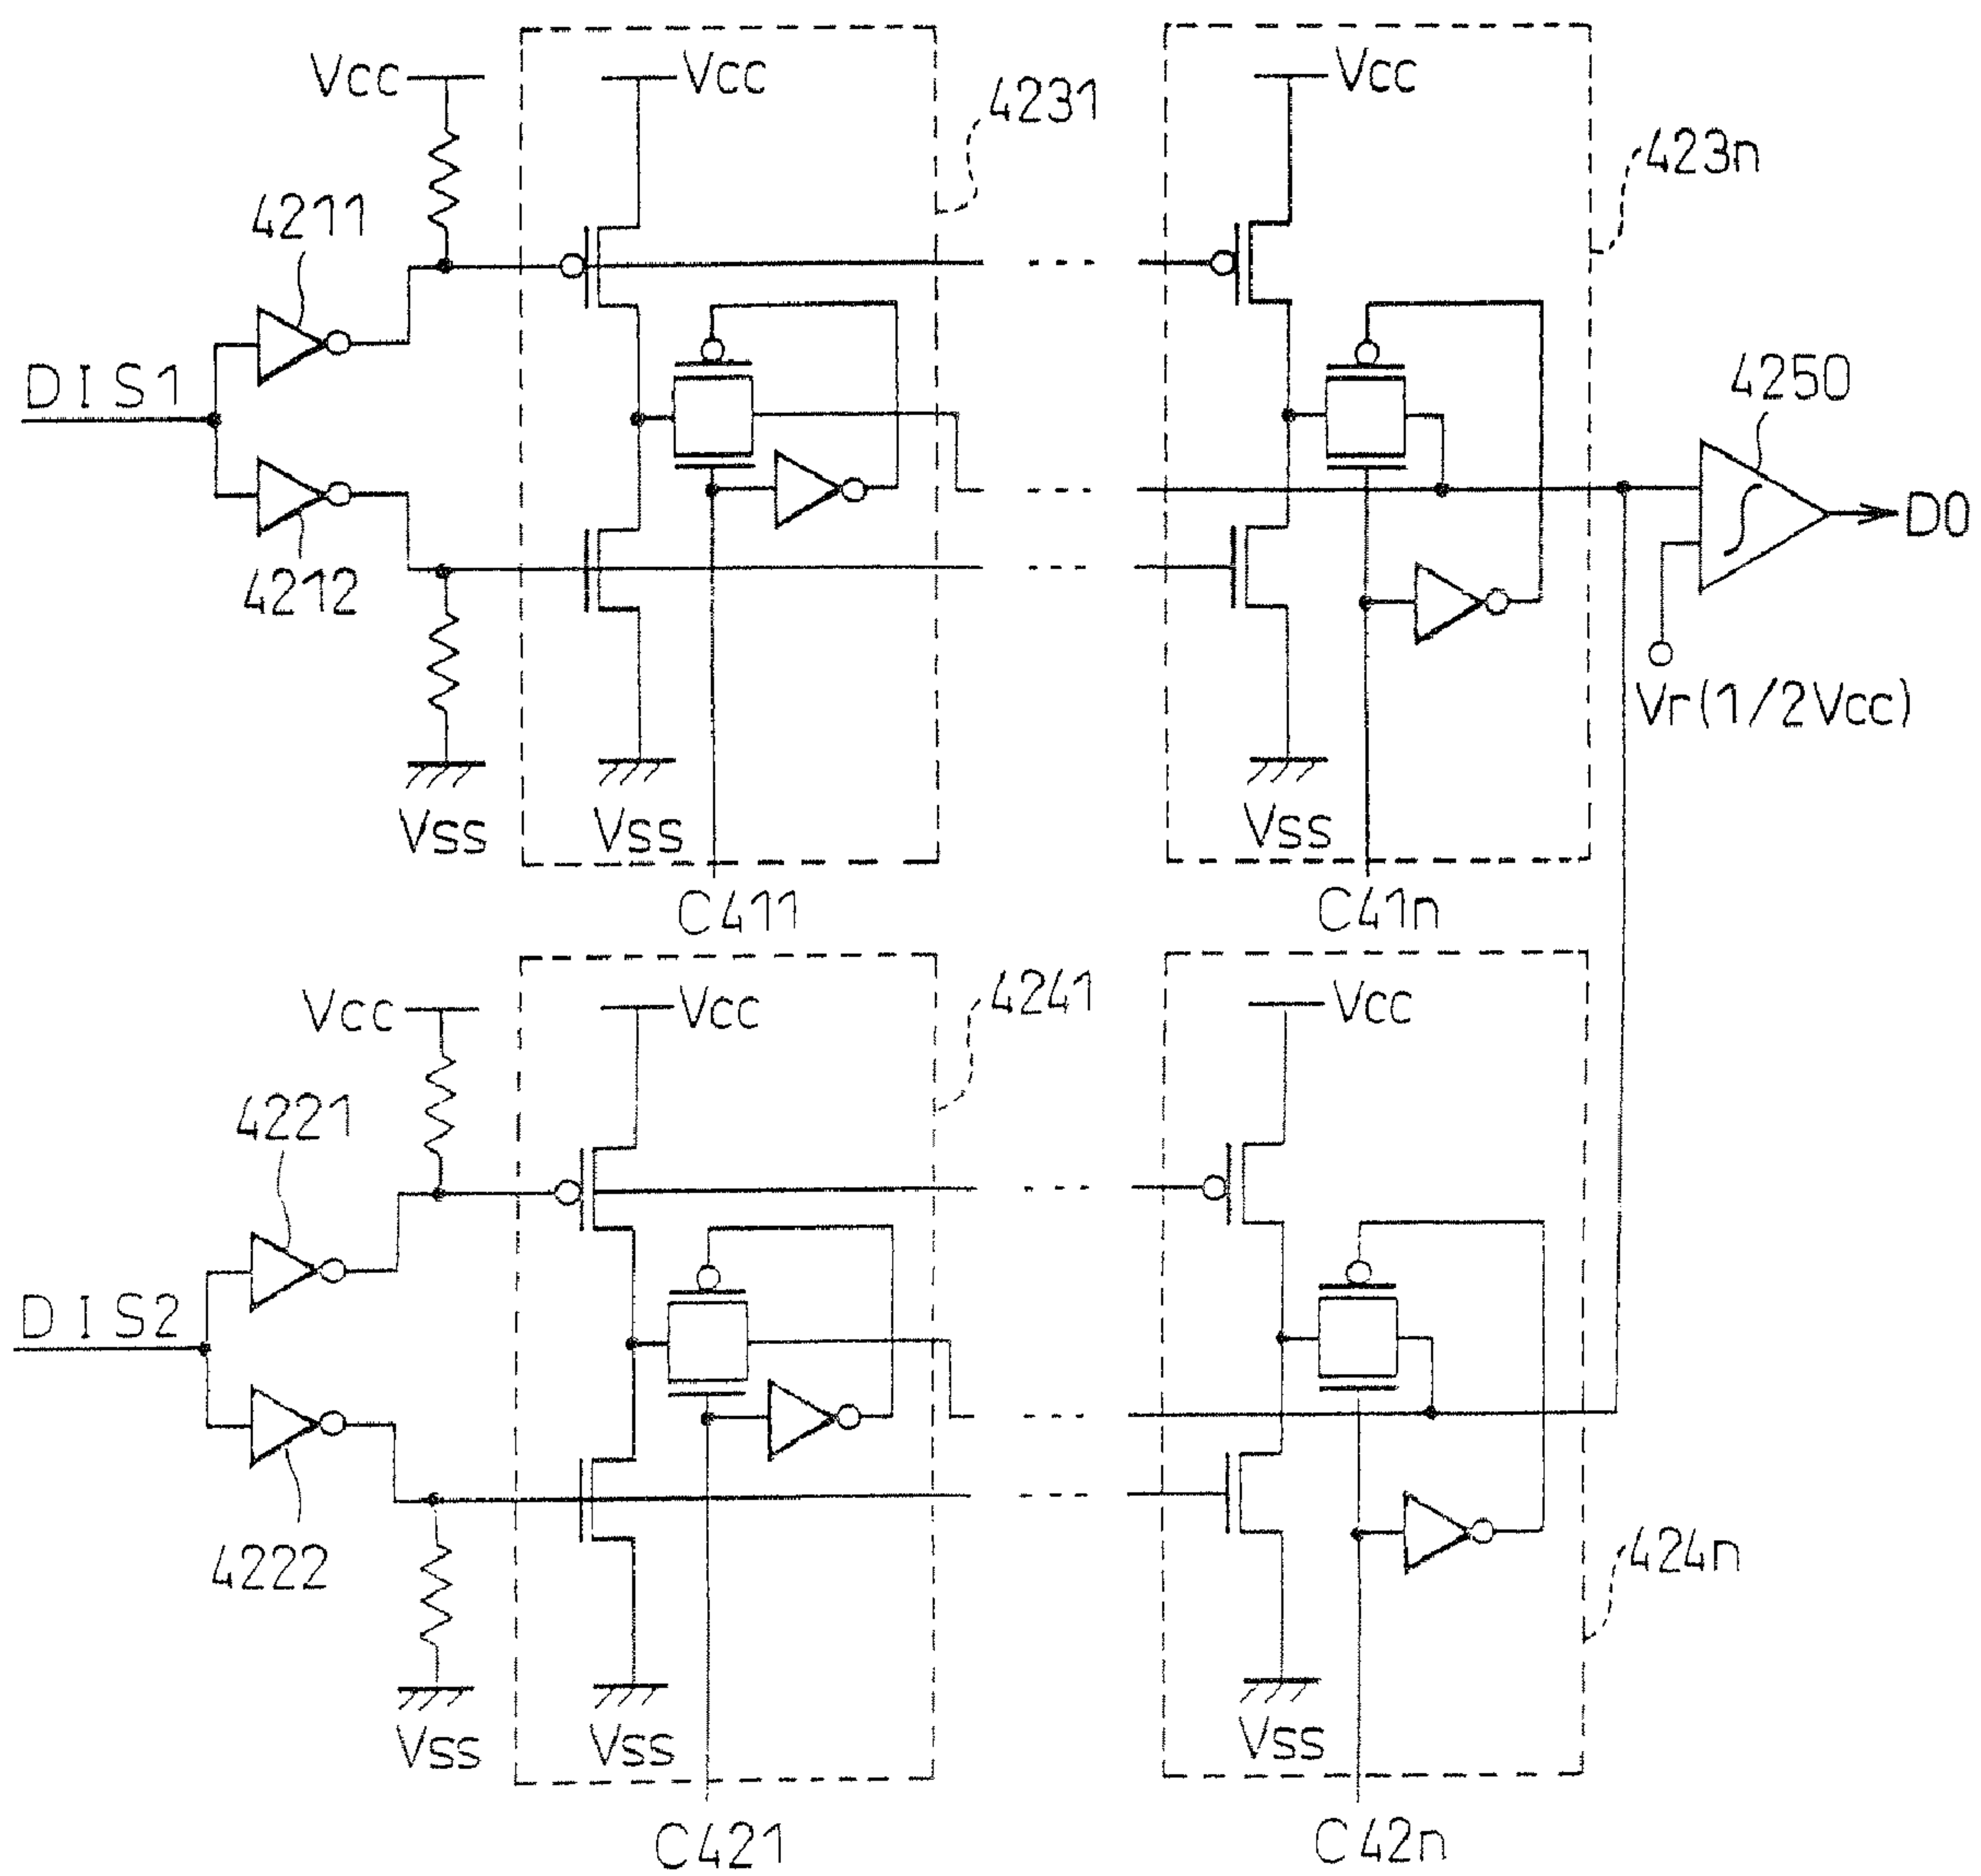 Vcc
Vcc
4231
Vcc
423n
4211
DIS1
4250
D0
4212
Vr(1/2Vcc)
Vss
Vss
Vss
C411
C41n
Vcc
Vcc
4241
Vcc
4221
DIS2
4222
424n
Vss
Vss
Vss
C421
C42n